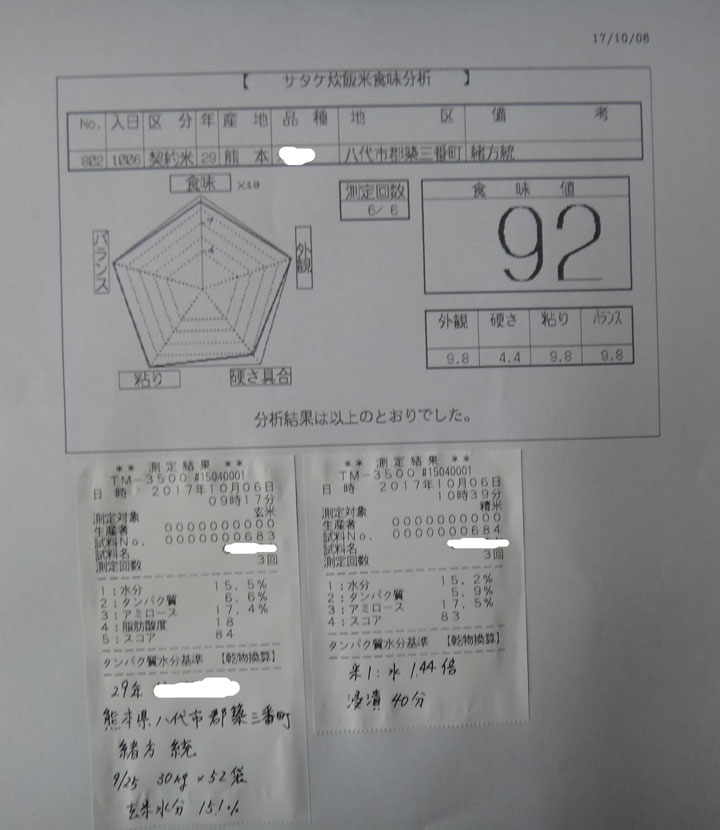 17/10/06
【 サタケ炊飯米食味分析 】
No. 入日 区分 年 産地 品種 地区 備考
802 1006 契約米 29 熊本 八代市郡築三番町 緒方統
食味 ×19
測定回数
6/ 6
食味値
92
バランス
外観
7
4
粘り
硬さ具合
外観 硬さ 粘り バランス
9.8 4.4 9.8 9.8
分析結果は以上のとおりでした。
** 測定結果 **
TM-3500 #15040001
日 時 2017年10月06日
09時17分
測定対象 玄米
生産者 0000000000
試料No. 0000000683
試料名
測定回数 3回
1:水分 15.5%
2:タンパク質 6.6%
3:アミロース 17.4%
4:脂肪酸度 18
5:スコア 84
タンパク質水分基準 【乾物換算】
29年
熊本県八代市郡築三番町
緒方 統
9/25 30kg×52袋
玄米水分 15.1%
** 測定結果 **
TM-3500 #15040001
日 時 2017年10月06日
10時39分
測定対象 精米
生産者 0000000000
試料No. 0000000684
試料名
測定回数 3回
1:水分 15.2%
2:タンパク質 5.9%
3:アミロース 17.5%
4:スコア 83
タンパク質水分基準 【乾物換算】
米1:水1.44倍
浸漬 40分